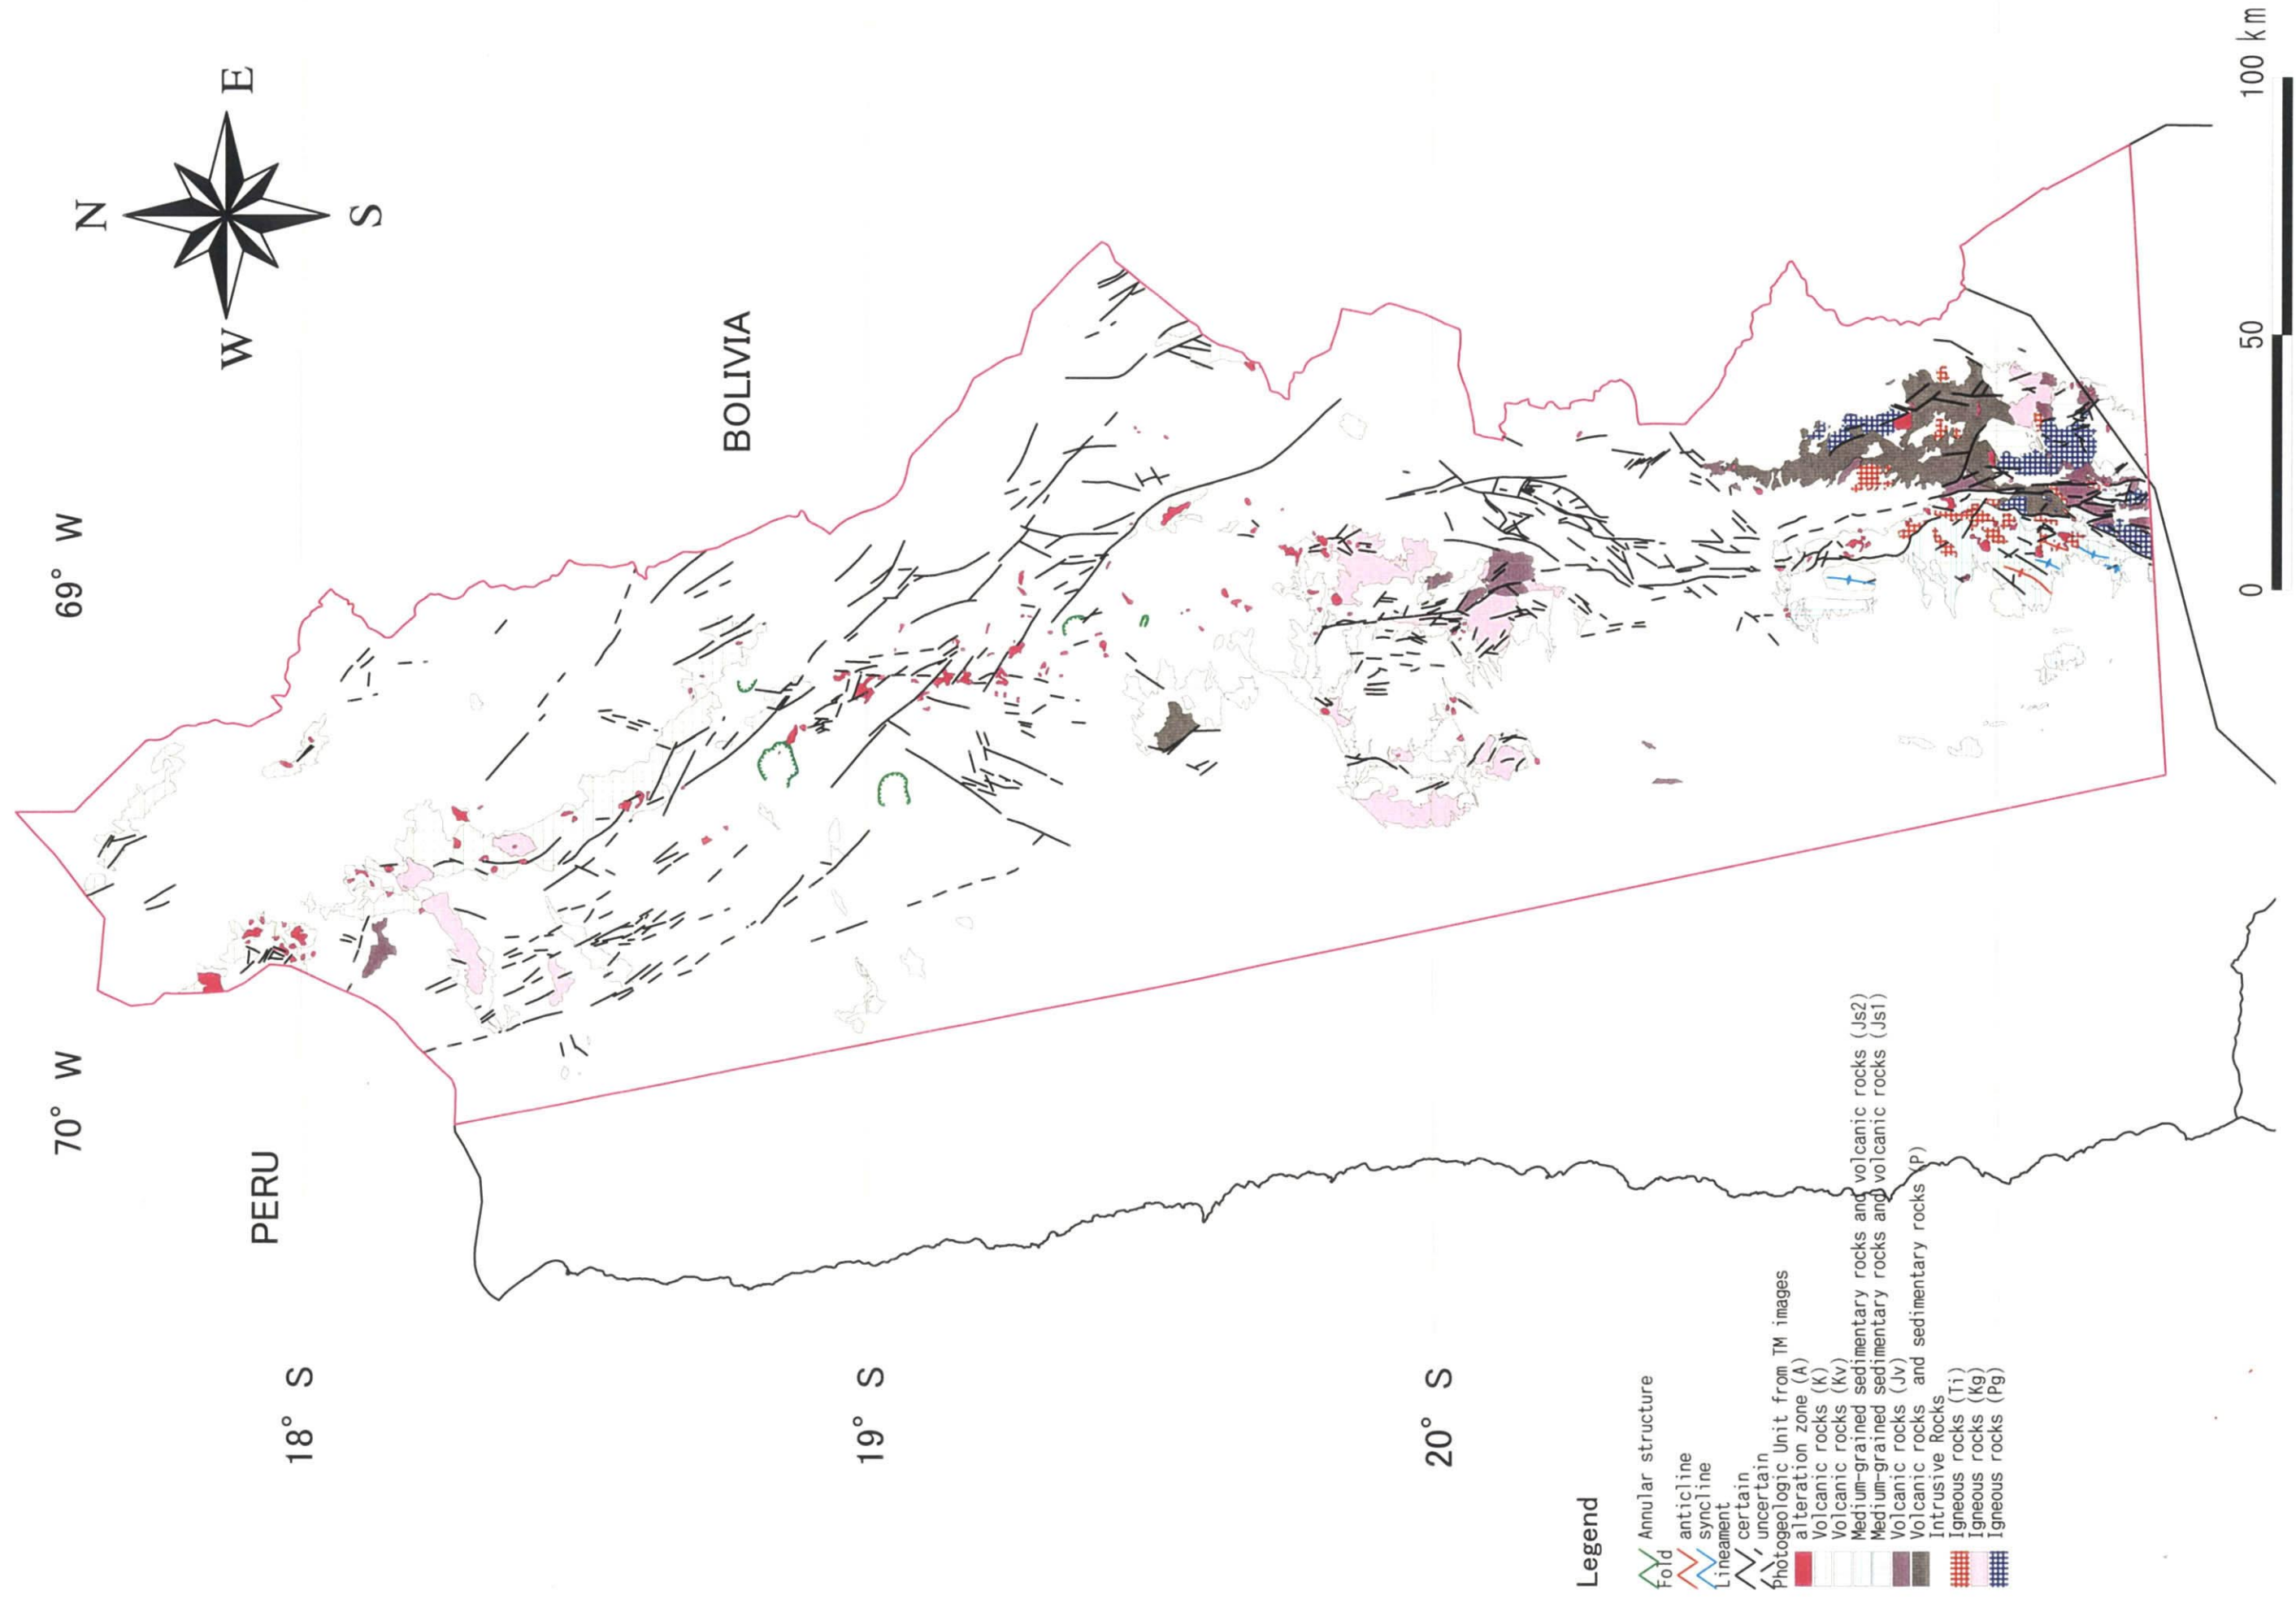 N
W
E
S
70° W
69° W
PERU
BOLIVIA
18° S
19° S
20° S
Legend
Annular structure
Fold
anticline
syncline
Lineament
certain
uncertain
Photogeologic Unit from TM images
alteration zone (A)
Volcanic rocks (K)
Volcanic rocks (Kv)
Medium-grained sedimentary rocks and volcanic rocks (Js2)
Medium-grained sedimentary rocks and volcanic rocks (Js1)
Volcanic rocks (Jv)
Volcanic rocks and sedimentary rocks (P)
Intrusive Rocks
Igneous rocks (Ti)
Igneous rocks (Kg)
Igneous rocks (Pg)
0 50 100 km